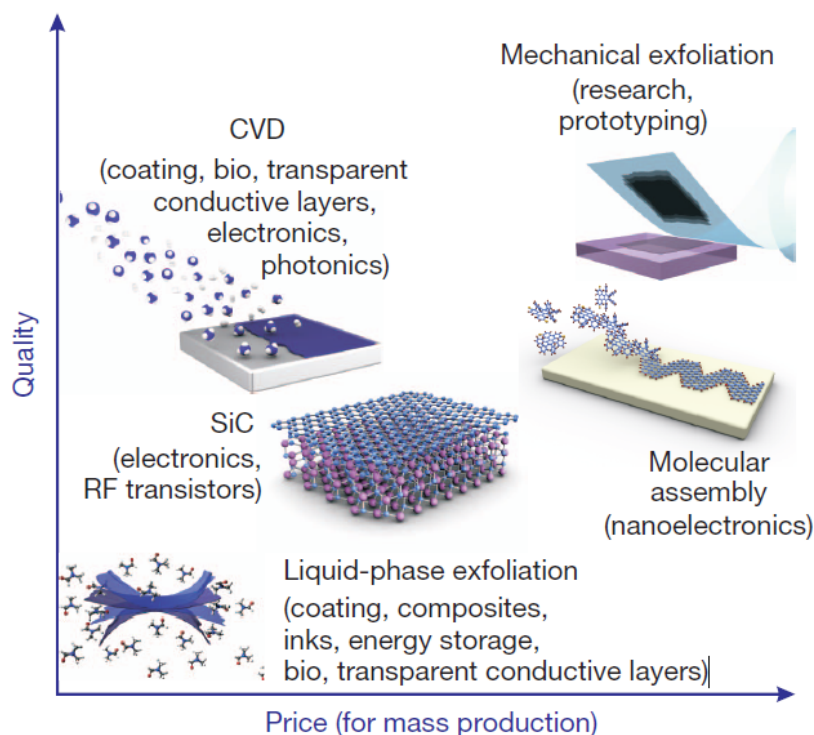 Mechanical exfoliation
(research,
prototyping)
CVD
(coating, bio, transparent
conductive layers,
electronics,
photonics)
Quality
SiC
(electronics,
RF transistors)
Molecular
assembly
(nanoelectronics)
Liquid-phase exfoliation
(coating, composites,
inks, energy storage,
bio, transparent conductive layers)
Price (for mass production)